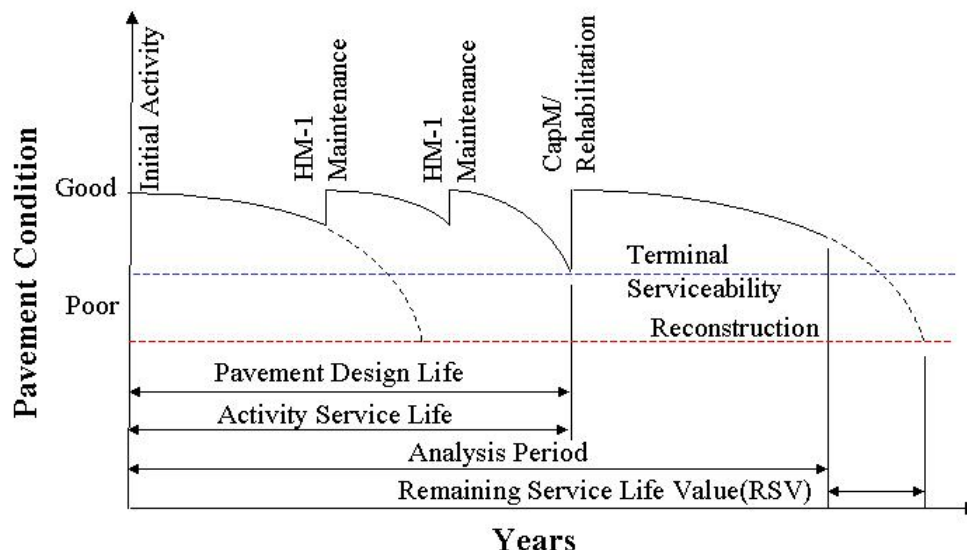 Pavement Condition
Initial Activity
HM-1
Maintenance
HM-1
Maintenance
CapM/
Rehabilitation
Good
Terminal
Serviceability
Poor
Reconstruction
Pavement Design Life
Activity Service Life
Analysis Period
Remaining Service Life Value(RSV)
Years